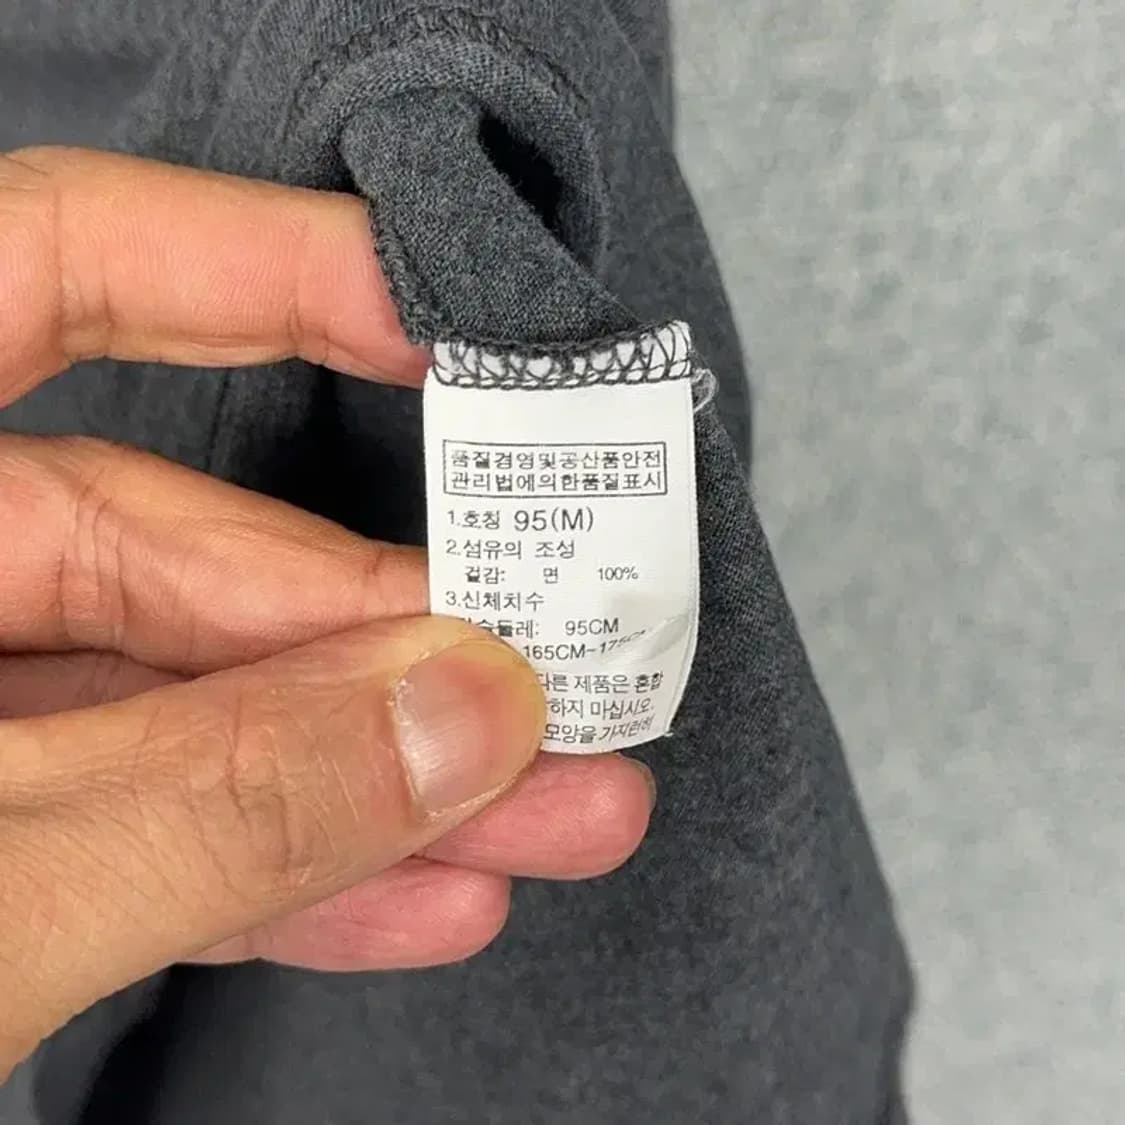 품질경영및공산품안전
관리법에의한품질표시
1.호칭 95(M)
2.섬유의 조성
겉감: 면 100%
3.신체치수
95CM
165CM-175CM
다른 제품은 혼합
하지 마십시오.
모양을 가지런히